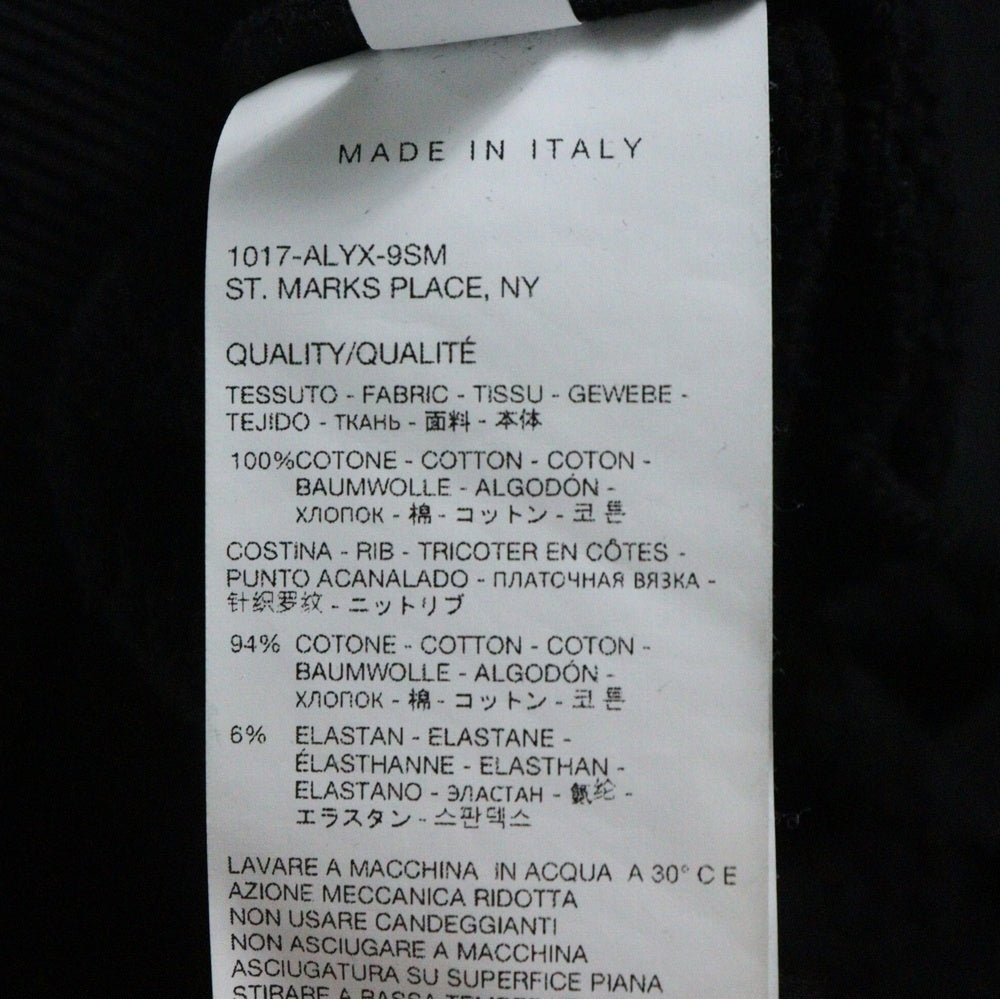 MADE IN ITALY
1017-ALYX-9SM
ST. MARKS PLACE, NY
QUALITY/QUALITÉ
TESSUTO - FABRIC - TISSU - GEWEBE -
TEJIDO - ТКАНЬ - 面料 - 本体
100%COTONE - COTTON - COTON -
BAUMWOLLE - ALGODÓN -
ХЛОПОК - 棉 - コットン - 코튼
COSTINA - RIB - TRICOTER EN CÔTES -
PUNTO ACANALADO - ПЛАТОЧНАЯ ВЯЗКА -
针织罗纹 - ニットリブ
94% COTONE - COTTON - COTON -
BAUMWOLLE - ALGODÓN -
ХЛОПОК - 棉 - コットン - 코튼
6% ELASTAN - ELASTANE -
ÉLASTHANNE - ELASTHAN -
ELASTANO - ЭЛАСТАН - 氨纶 -
エラスタン - 스판덱스
LAVARE A MACCHINA IN ACQUA A 30° C E
AZIONE MECCANICA RIDOTTA
NON USARE CANDEGGIANTI
NON ASCIUGARE A MACCHINA
ASCIUGATURA SU SUPERFICE PIANA
STIRARE A BASSA